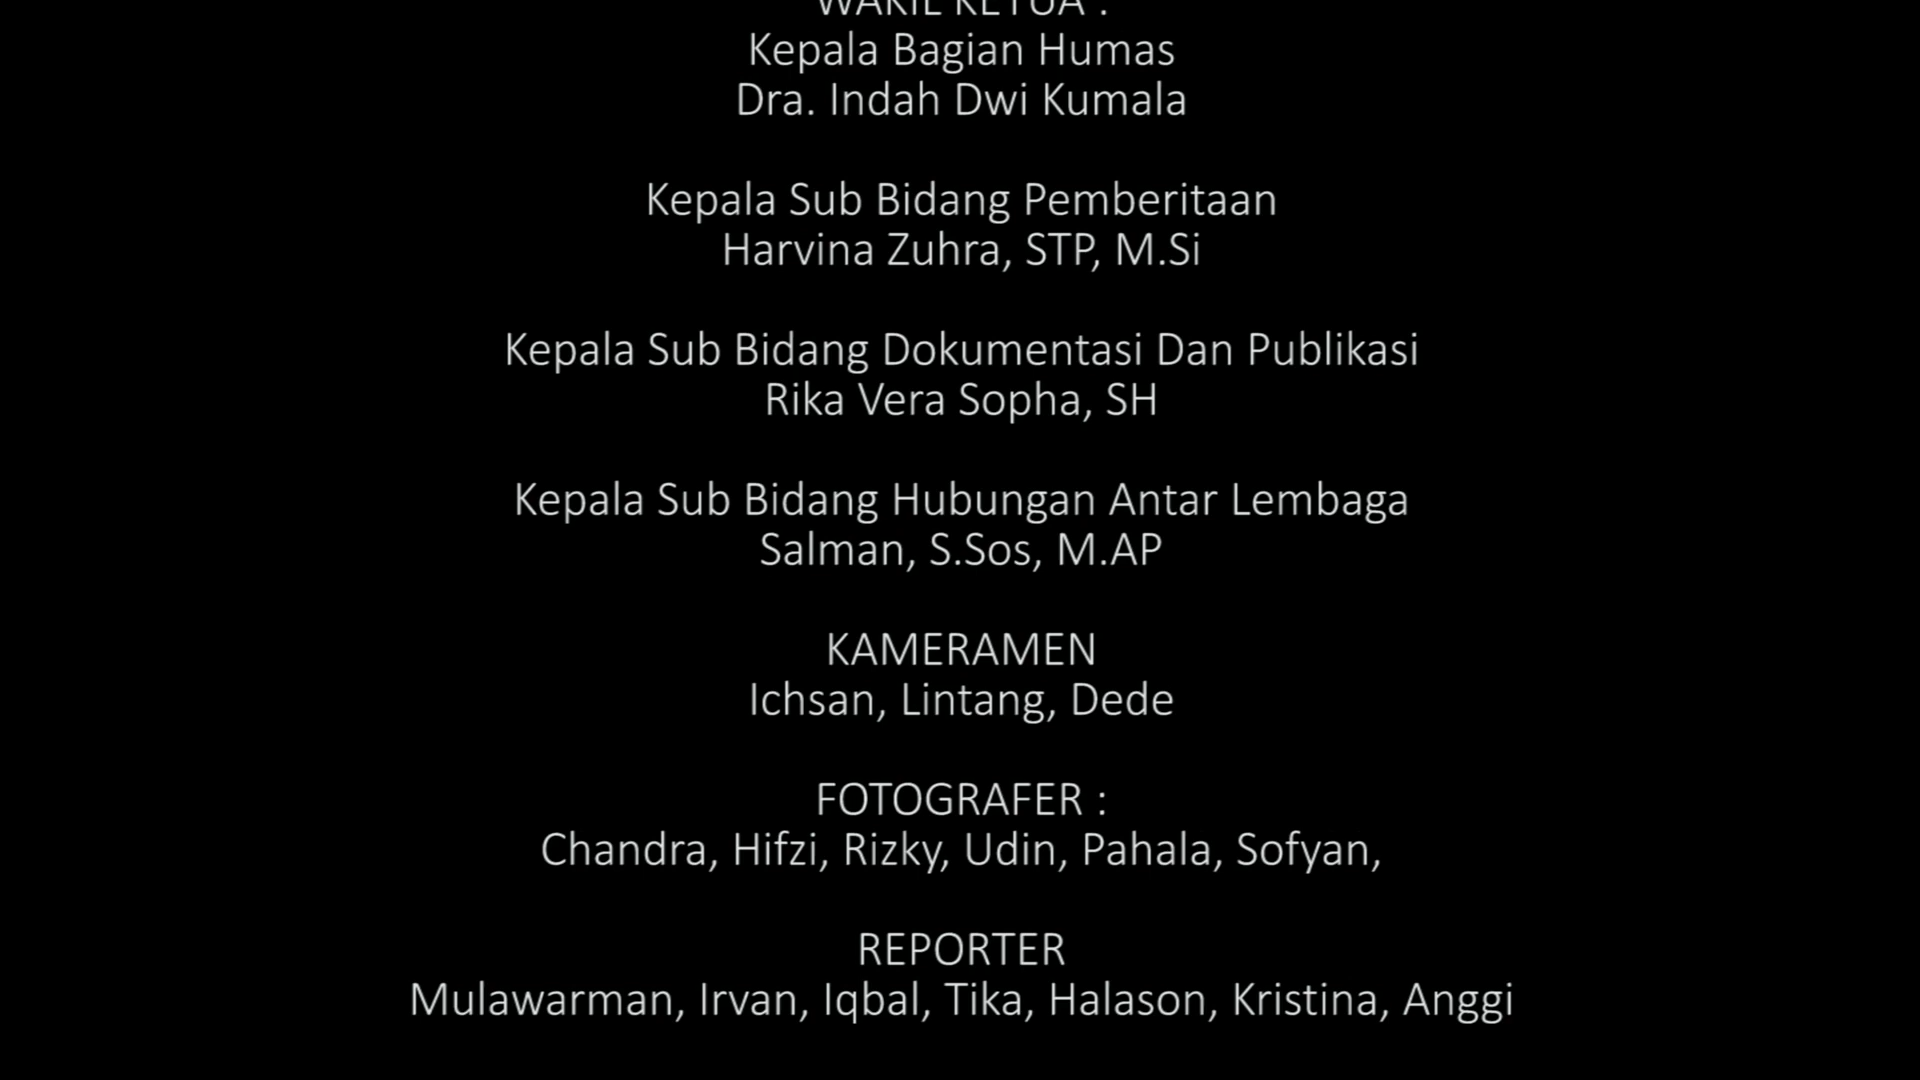 WAKIL KETUA :
Kepala Bagian Humas
Dra. Indah Dwi Kumala
Kepala Sub Bidang Pemberitaan
Harvina Zuhra, STP, M.Si
Kepala Sub Bidang Dokumentasi Dan Publikasi
Rika Vera Sopha, SH
Kepala Sub Bidang Hubungan Antar Lembaga
Salman, S.Sos, M.AP
KAMERAMEN
Ichsan, Lintang, Dede
FOTOGRAFER :
Chandra, Hifzi, Rizky, Udin, Pahala, Sofyan,
REPORTER
Mulawarman, Irvan, Iqbal, Tika, Halason, Kristina, Anggi